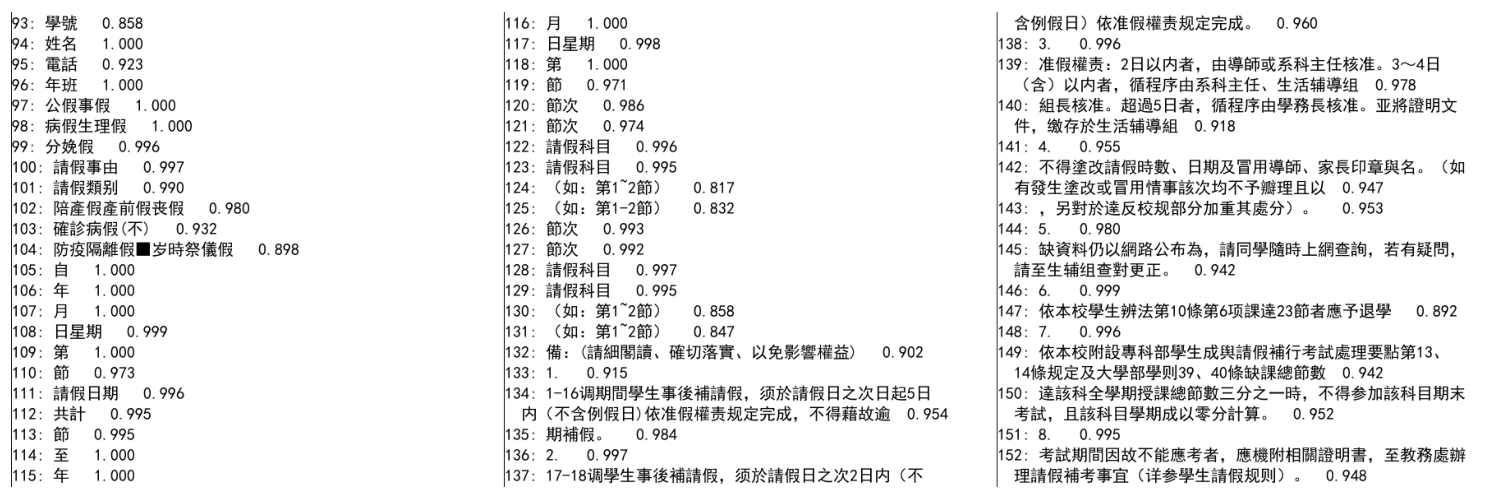 93: 學號 0.858
94: 姓名 1.000
95: 電話 0.923
96: 年班 1.000
97: 公假事假 1.000
98: 病假生理假 1.000
99: 分娩假 0.996
100: 請假事由 0.997
101: 請假類别 0.990
102: 陪產假產前假丧假 0.980
103: 確診病假(不) 0.932
104: 防疫隔離假■岁時祭儀假 0.898
105: 自 1.000
106: 年 1.000
107: 月 1.000
108: 日星期 0.999
109: 第 1.000
110: 節 0.973
111: 請假日期 0.996
112: 共計 0.995
113: 節 0.995
114: 至 1.000
115: 年 1.000
116: 月 1.000
117: 日星期 0.998
118: 第 1.000
119: 節 0.971
120: 節次 0.986
121: 節次 0.974
122: 請假科目 0.996
123: 請假科目 0.995
124: （如：第1~2節） 0.817
125: （如：第1-2節） 0.832
126: 節次 0.993
127: 節次 0.992
128: 請假科目 0.997
129: 請假科目 0.995
130: （如：第1~2節） 0.858
131: （如：第1~2節） 0.847
132: 備：(請細閣讀、確切落實、以免影響權益) 0.902
133: 1. 0.915
134: 1-16调期間學生事後補請假，须於請假日之次日起5日
内（不含例假日)依准假權责规定完成，不得藉故逾 0.954
135: 期補假。 0.984
136: 2. 0.997
137: 17-18调學生事後補請假，须於請假日之次2日内（不
含例假日）依准假權责规定完成。 0.960
138: 3. 0.996
139: 准假權责：2日以内者，由導師或系科主任核准。3～4日
（含）以内者，循程序由系科主任、生活辅導組 0.978
140: 組長核准。超過5日者，循程序由學務長核准。亚將證明文
件，缴存於生活辅導組 0.918
141: 4. 0.955
142: 不得塗改請假時數、日期及冒用導師、家長印章與名。（如
有發生塗改或冒用情事該次均不予瓣理且以 0.947
143: ，另對於達反校规部分加重其處分）。 0.953
144: 5. 0.980
145: 缺資料仍以網路公布為，請同學隨時上網查詢，若有疑問，
請至生辅组查對更正。 0.942
146: 6. 0.999
147: 依本校學生辨法第10條第6项課達23節者應予退學 0.892
148: 7. 0.996
149: 依本校附設專科部學生成與請假補行考試處理要點第13、
14條规定及大學部學则39、40條缺課總節數 0.942
150: 達該科全學期授課總節數三分之一時，不得参加該科目期末
考試，且該科目學期成以零分計算。 0.952
151: 8. 0.995
152: 考試期間因故不能應考者，應機附相關證明書，至教務處辦
理請假補考事宜（详参學生請假规则）。 0.948